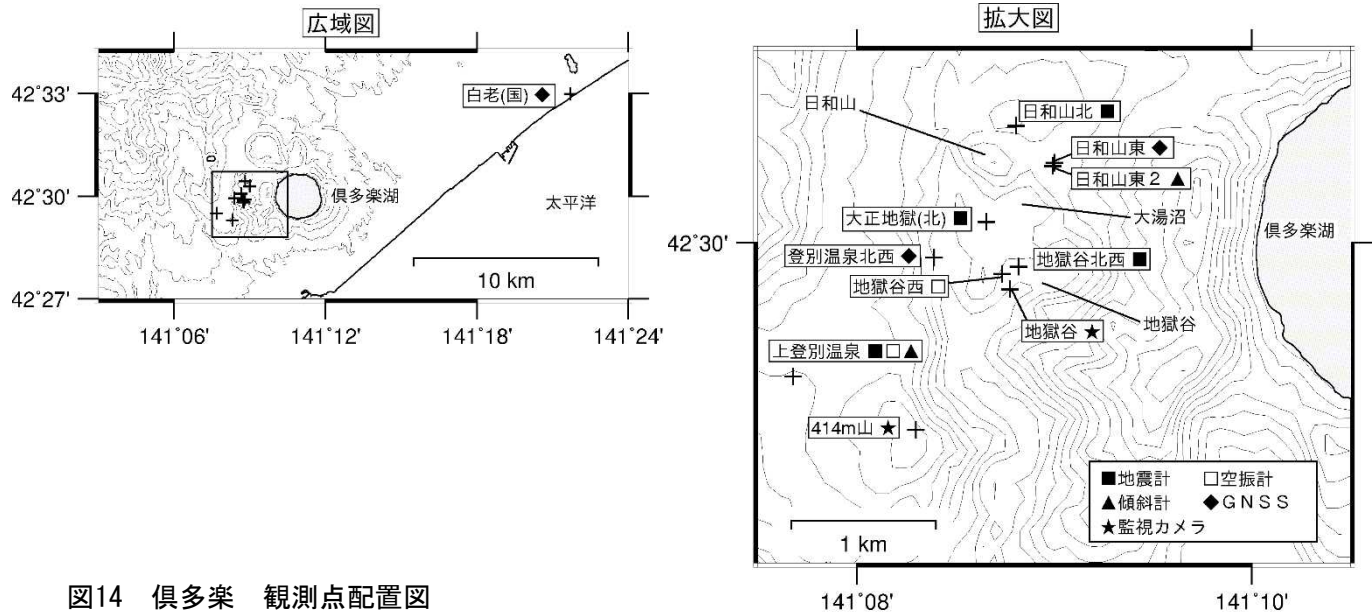 広域図
42°33'
42°30'
42°27'
白老(国) ◆
0
倶多楽湖
太平洋
10 km
141°06'
141°12'
141°18'
141°24'
拡大図
日和山
日和山北 ■
日和山東 ◆
日和山東２ ▲
大正地獄(北) ■
大湯沼
倶多楽湖
42°30'
登別温泉北西 ◆
地獄谷北西 ■
地獄谷西 □
地獄谷
地獄谷 ★
上登別温泉 ■□▲
414m山 ★
■地震計 □空振計
▲傾斜計 ◆ＧＮＳＳ
★監視カメラ
1 km
141°08'
141°10'
図14　倶多楽　観測点配置図